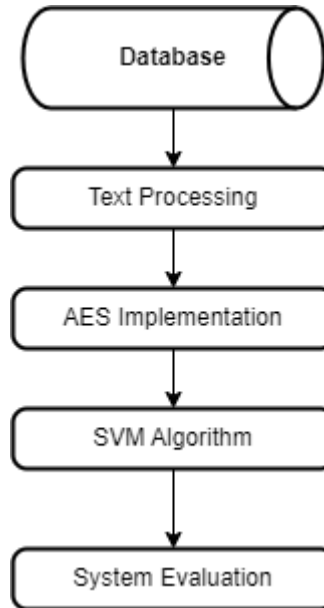 Database
Text Processing
AES Implementation
SVM Algorithm
System Evaluation